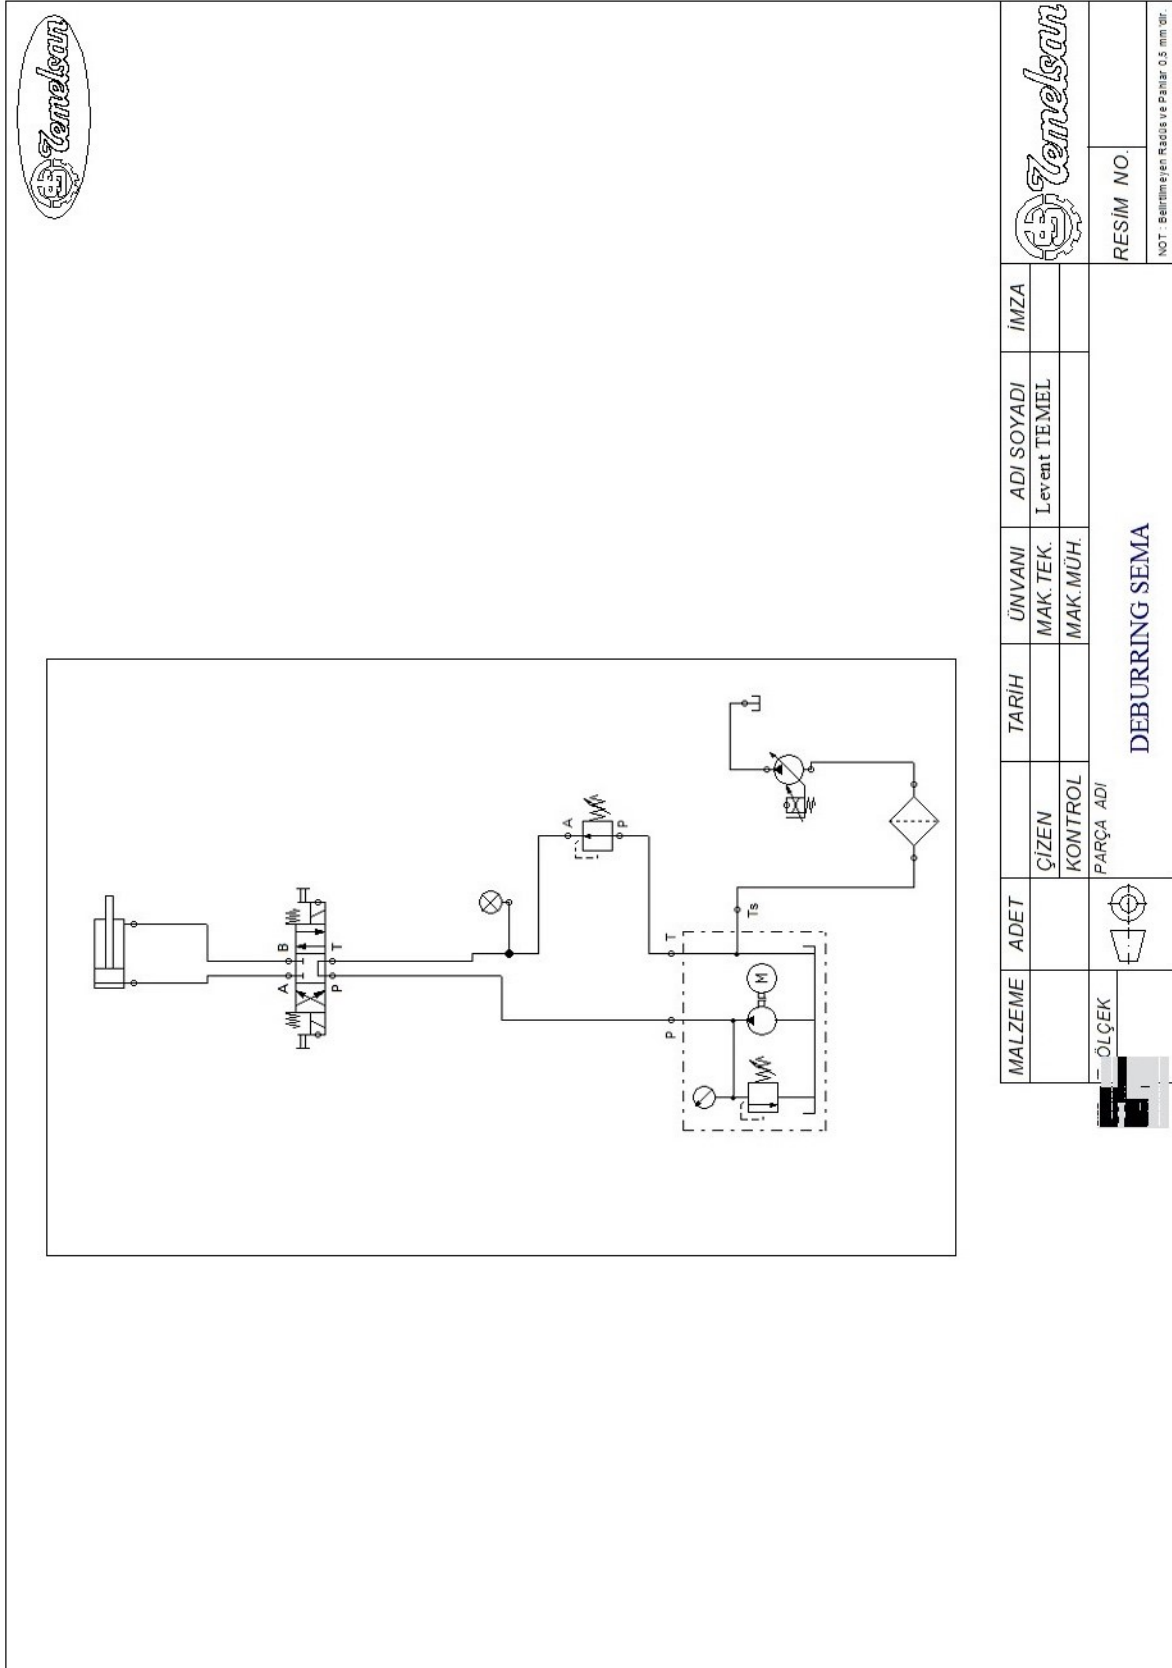 Temelsan
A
B
P
T
A
P
P
T
Ts
M
MALZEME
ADET
TARİH
ÜNVANI
ADI SOYADI
İMZA
Temelsan
ÇİZEN
MAK.TEK.
Levent TEMEL
KONTROL
MAK.MÜH.
ÖLÇEK
PARÇA ADI
DEBURRING SEMA
RESİM NO.
NOT : Belirtilmeyen Radüs ve Pahlar 0.5 mm 'dir.